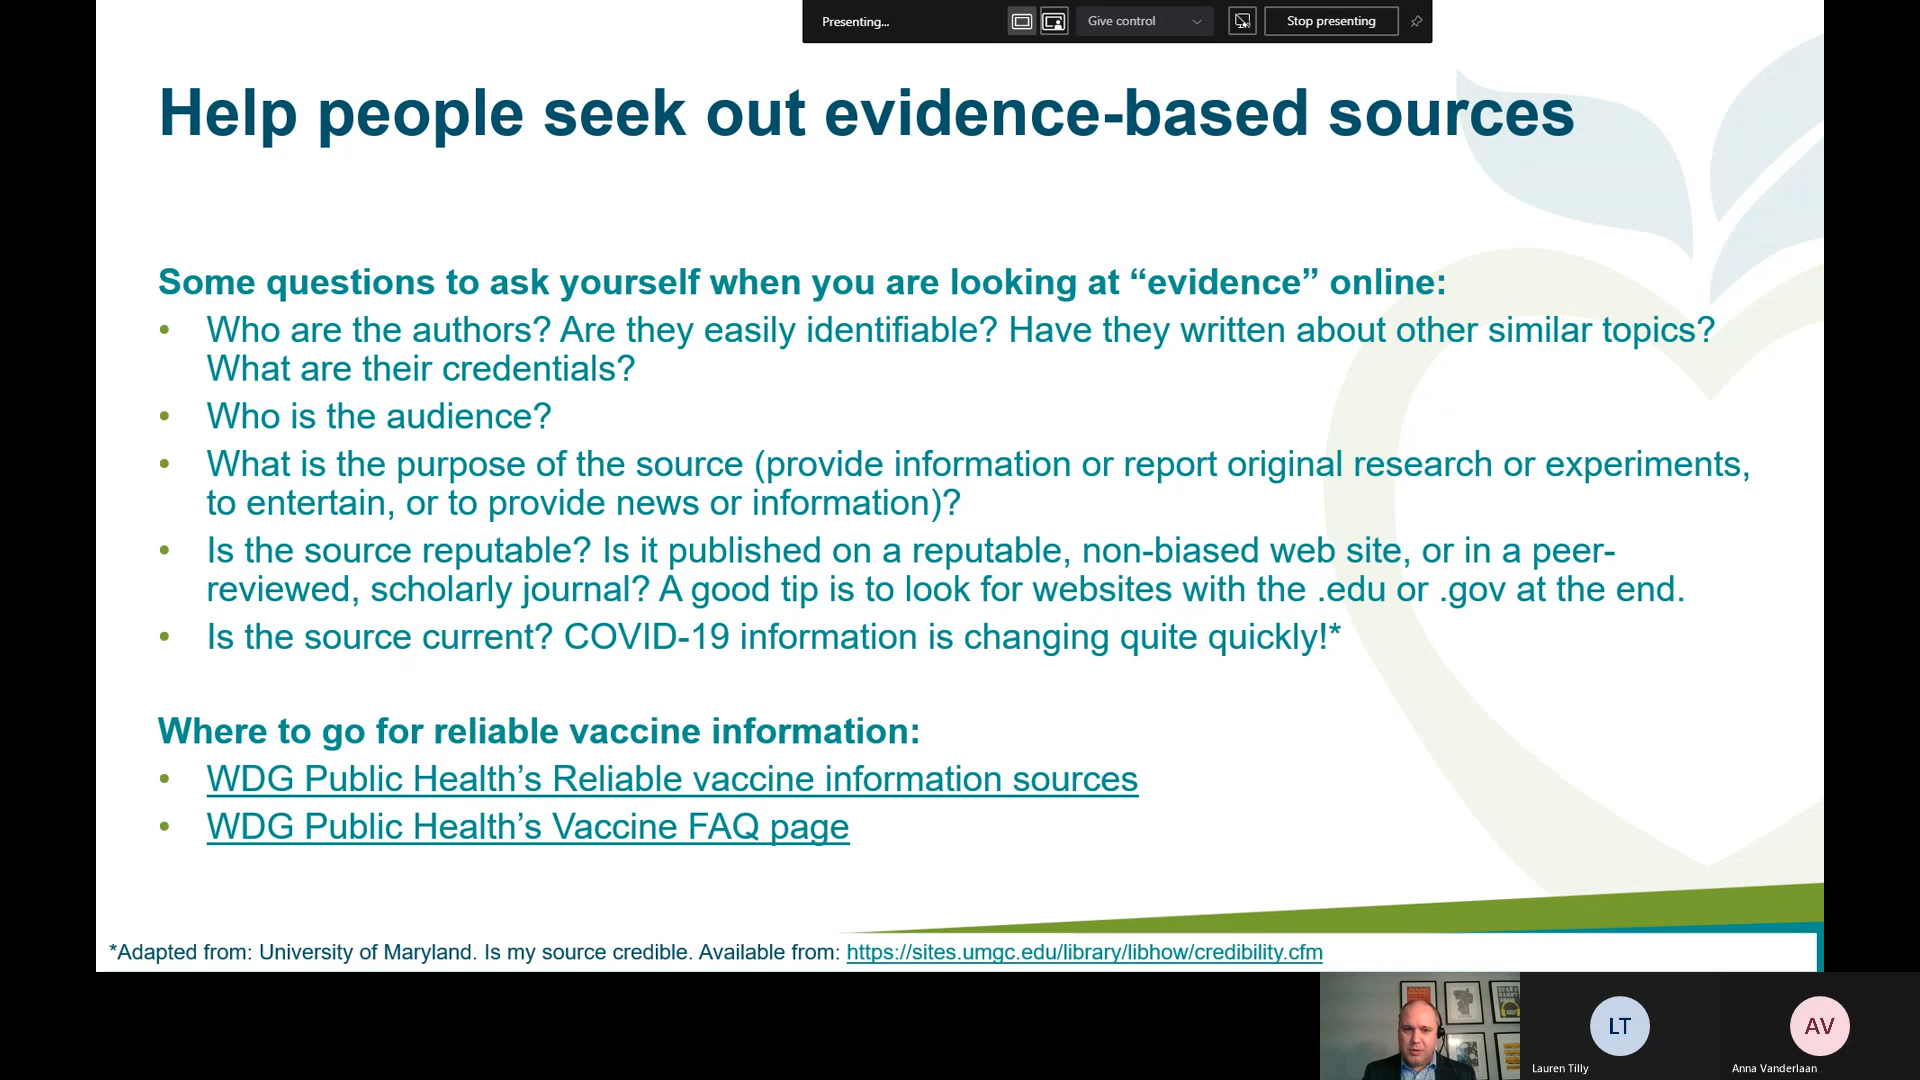 Presenting...
Give control
Stop presenting
Help people seek out evidence-based sources
Some questions to ask yourself when you are looking at “evidence” online:
• Who are the authors? Are they easily identifiable? Have they written about other similar topics?
What are their credentials?
• Who is the audience?
• What is the purpose of the source (provide information or report original research or experiments,
to entertain, or to provide news or information)?
• Is the source reputable? Is it published on a reputable, non-biased web site, or in a peer-
reviewed, scholarly journal? A good tip is to look for websites with the .edu or .gov at the end.
• Is the source current? COVID-19 information is changing quite quickly!*
Where to go for reliable vaccine information:
• WDG Public Health’s Reliable vaccine information sources
• WDG Public Health’s Vaccine FAQ page
*Adapted from: University of Maryland. Is my source credible. Available from: https://sites.umgc.edu/library/libhow/credibility.cfm
LT
AV
Lauren Tilly
Anna Vanderlaan